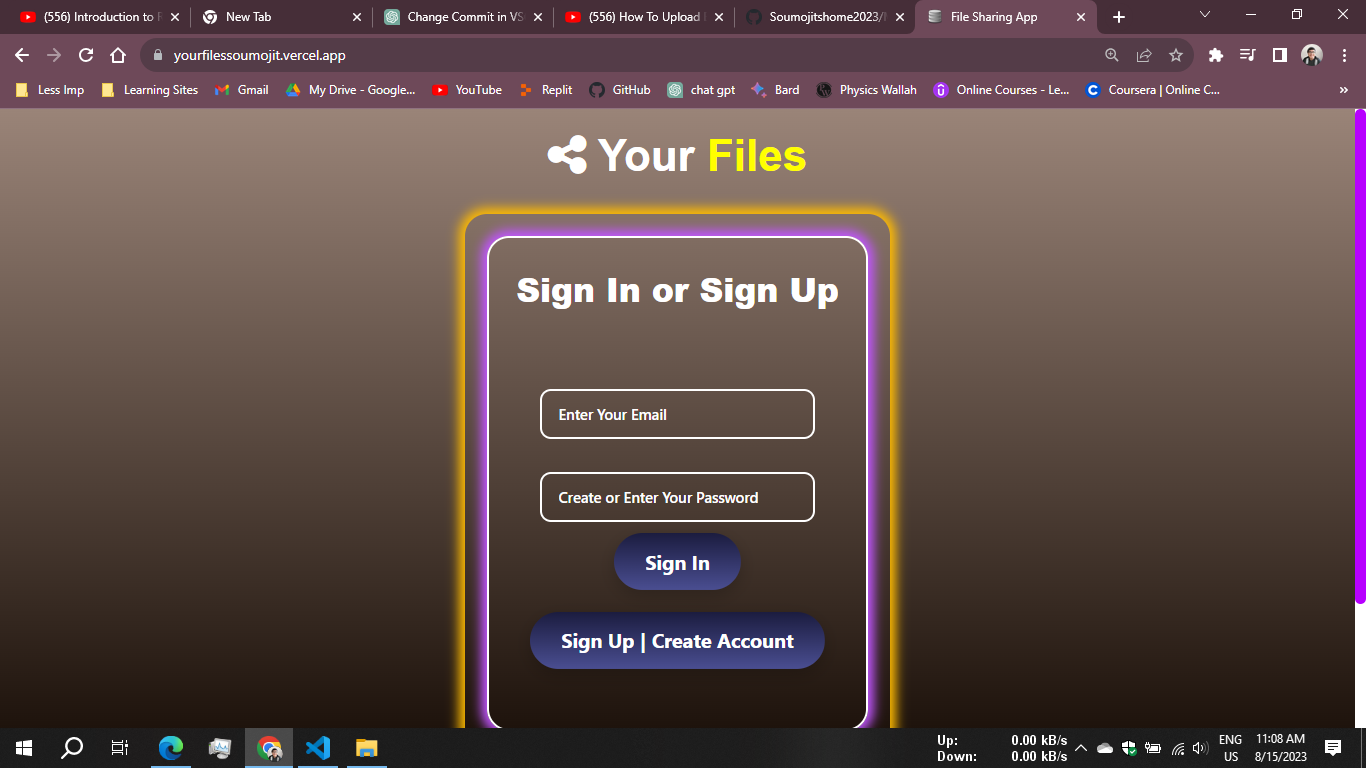 (556) Introduction to R
New Tab
Change Commit in VS
(556) How To Upload
Soumojitshome2023/
File Sharing App
yourfilessoumojit.vercel.app
Less Imp
Learning Sites
Gmail
My Drive - Google...
YouTube
Replit
GitHub
chat gpt
Bard
Physics Wallah
Online Courses - Le...
Coursera | Online C...
»
Your Files
Sign In or Sign Up
Enter Your Email
Create or Enter Your Password
Sign In
Sign Up | Create Account
Up: 0.00 kB/s
Down: 0.00 kB/s
ENG
US
11:08 AM
8/15/2023